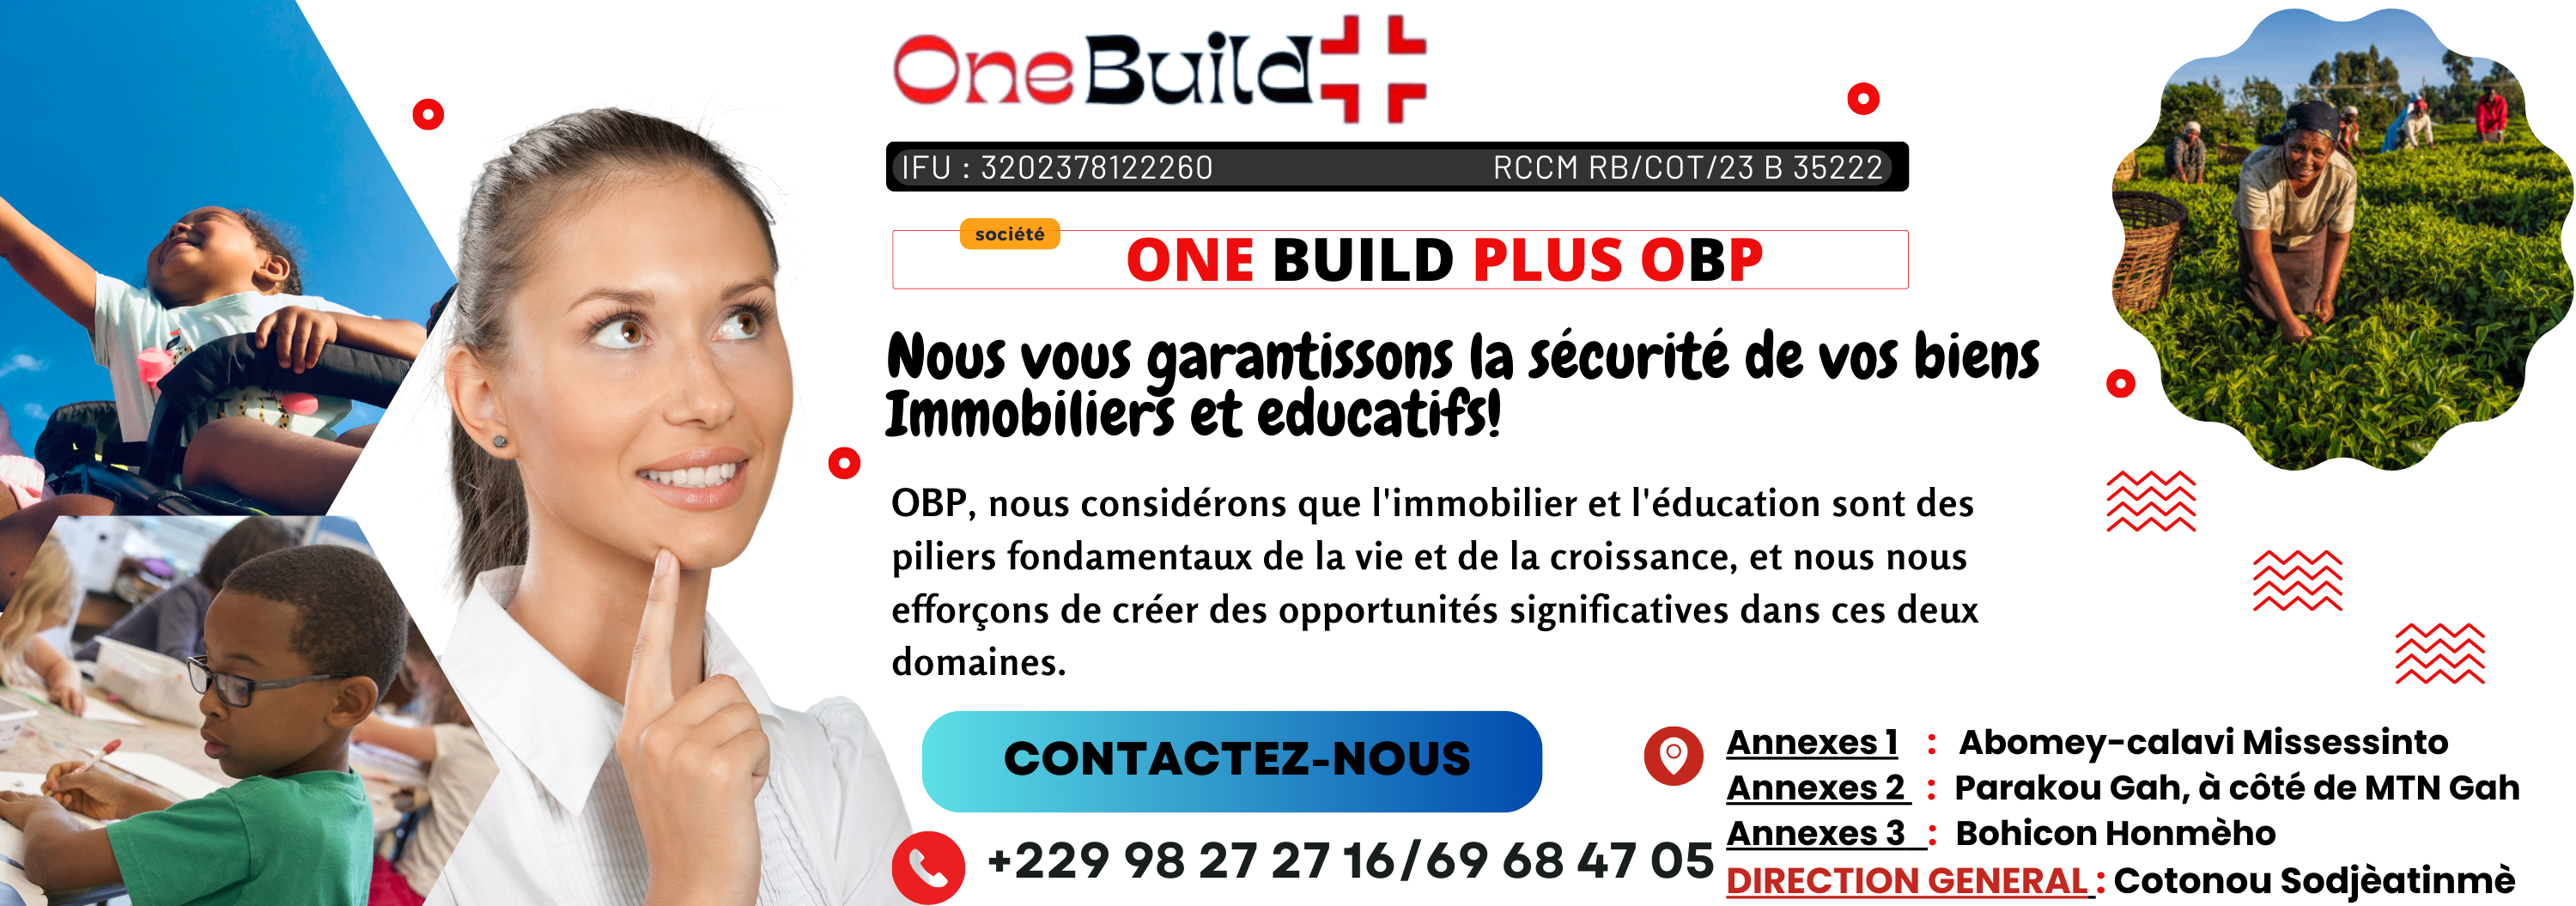 OneBuild
IFU : 3202378122260
RCCM RB/COT/23 B 35222
société
ONE BUILD PLUS OBP
Nous vous garantissons la sécurité de vos biens
Immobiliers et educatifs!
OBP, nous considérons que l'immobilier et l'éducation sont des
piliers fondamentaux de la vie et de la croissance, et nous nous
efforçons de créer des opportunités significatives dans ces deux
domaines.
CONTACTEZ-NOUS
+229 98 27 27 16/69 68 47 05
Annexes 1 : Abomey-calavi Missessinto
Annexes 2 : Parakou Gah, à côté de MTN Gah
Annexes 3 : Bohicon Honmèho
DIRECTION GENERAL : Cotonou Sodjèatinmè